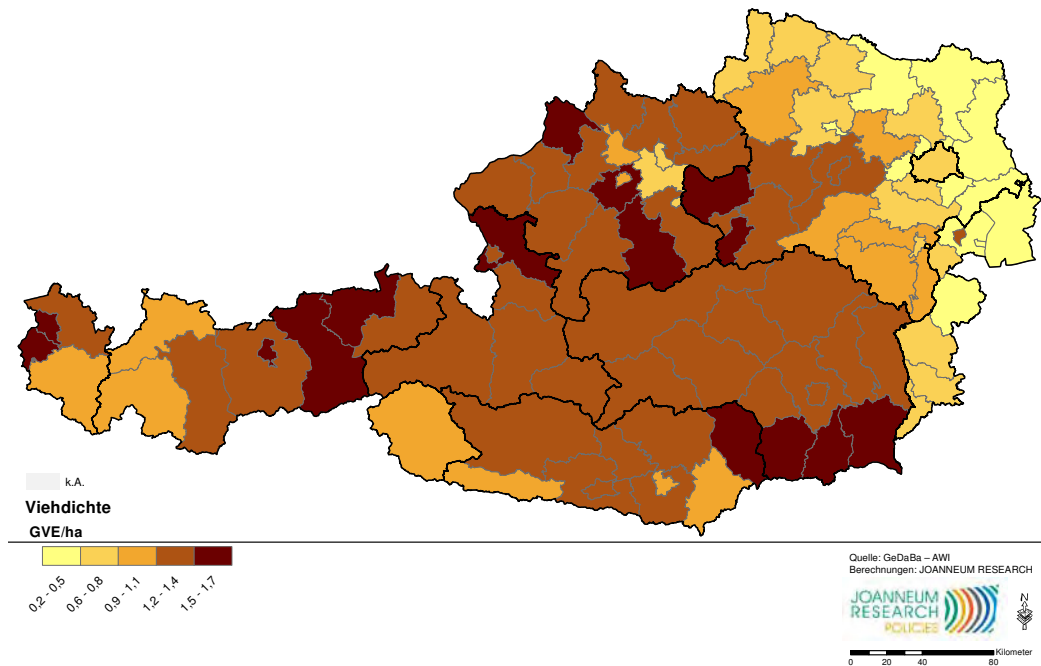 k.A.
Viehdichte
GVE/ha
0,2 - 0,5
0,6 - 0,8
0,9 - 1,1
1,2 - 1,4
1,5 - 1,7
Quelle: GeDaBa – AWI
Berechnungen: JOANNEUM RESEARCH
JOANNEUM
RESEARCH
POLICIES
N
Kilometer
0 20 40 80